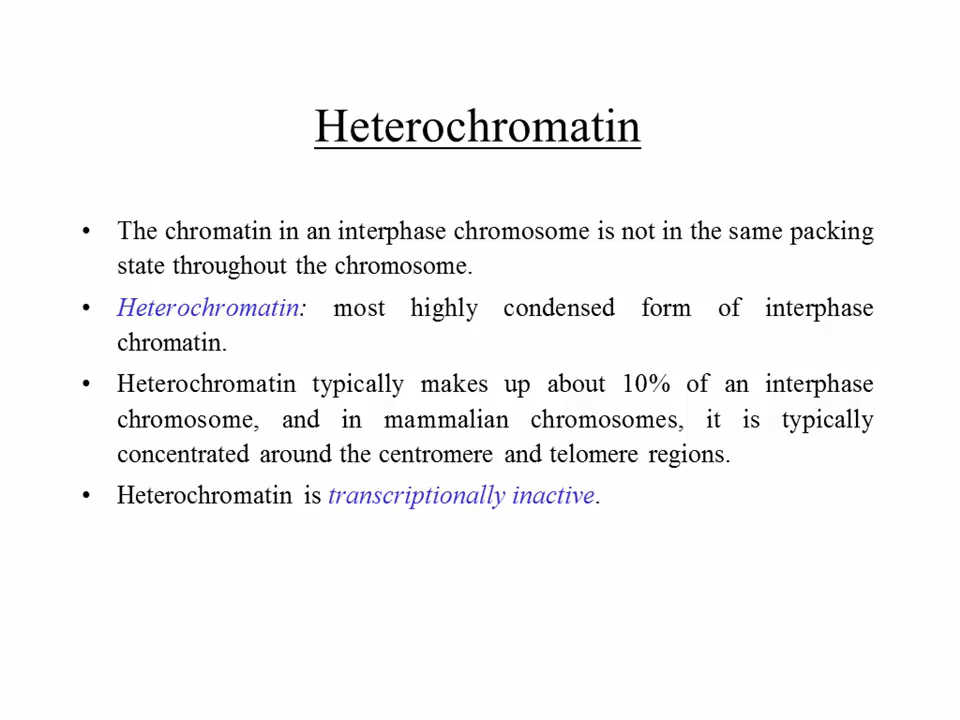 Heterochromatin
• The chromatin in an interphase chromosome is not in the same packing
state throughout the chromosome.
• Heterochromatin: most highly condensed form of interphase
chromatin.
• Heterochromatin typically makes up about 10% of an interphase
chromosome, and in mammalian chromosomes, it is typically
concentrated around the centromere and telomere regions.
• Heterochromatin is transcriptionally inactive.